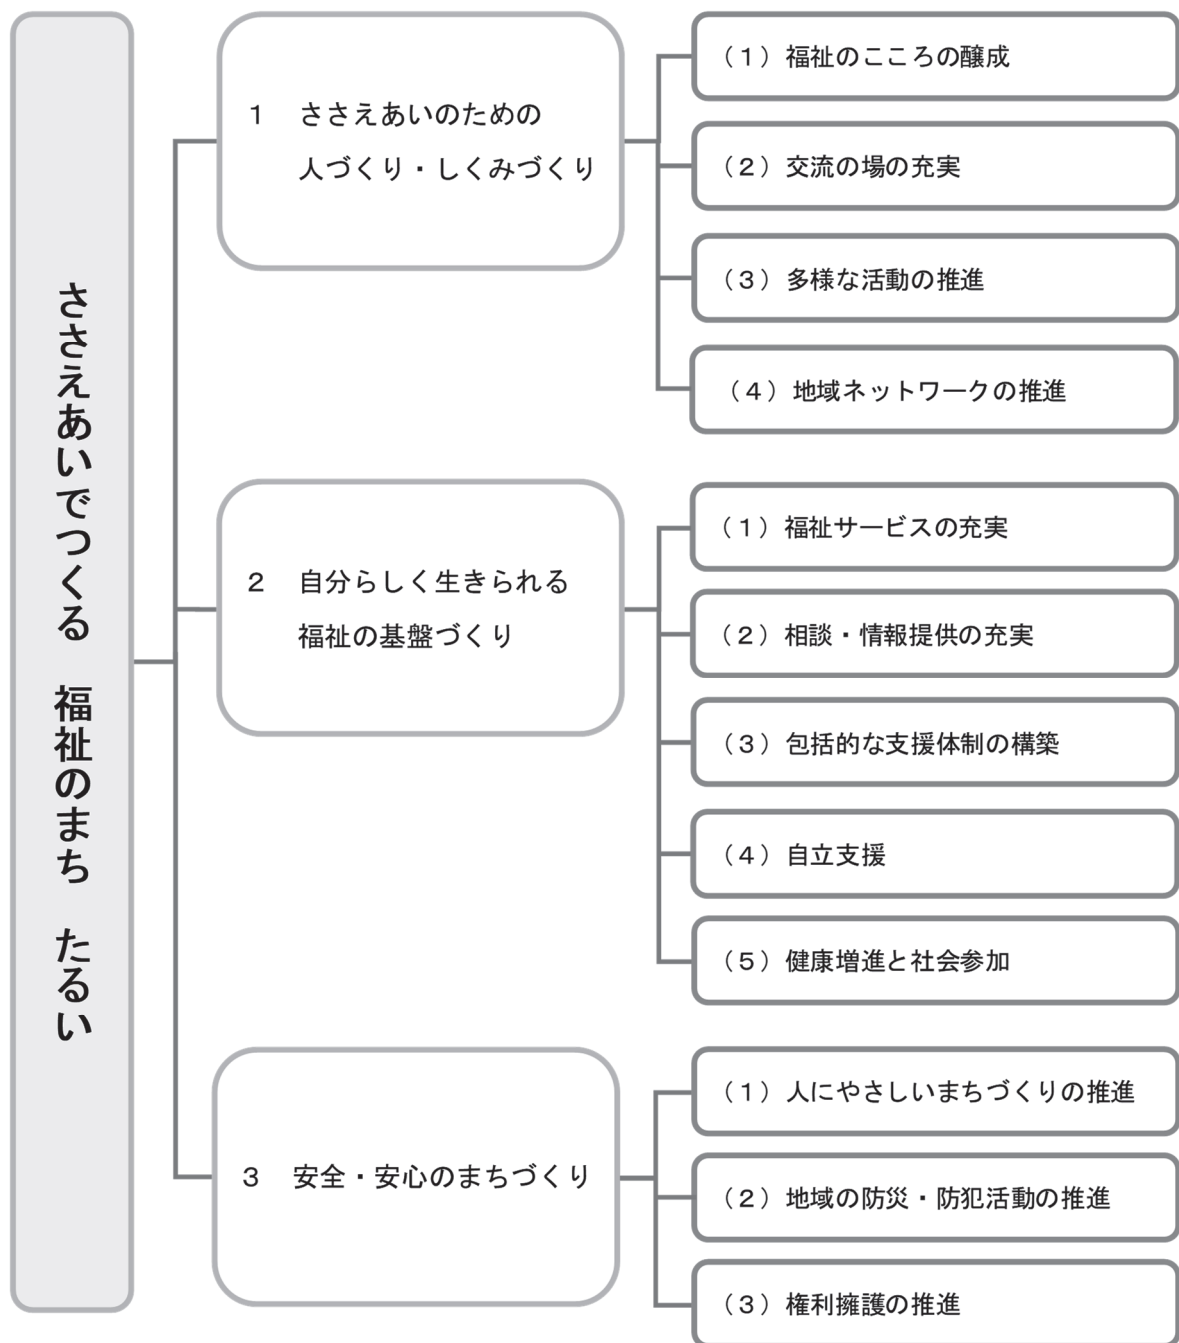 ささえあいでつくる　福祉のまち　たるい
１　ささえあいのための
人づくり・しくみづくり
（１）福祉のこころの醸成
（２）交流の場の充実
（３）多様な活動の推進
（４）地域ネットワークの推進
２　自分らしく生きられる
福祉の基盤づくり
（１）福祉サービスの充実
（２）相談・情報提供の充実
（３）包括的な支援体制の構築
（４）自立支援
（５）健康増進と社会参加
３　安全・安心のまちづくり
（１）人にやさしいまちづくりの推進
（２）地域の防災・防犯活動の推進
（３）権利擁護の推進